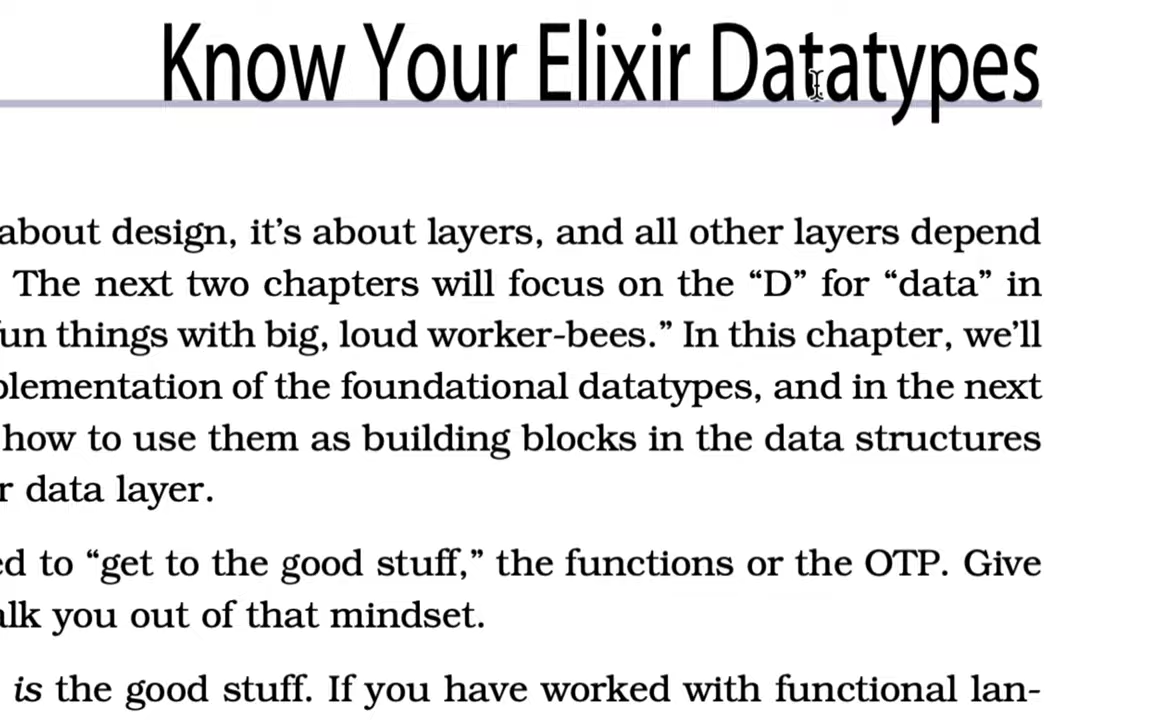 Know Your Elixir Datatypes
about design, it’s about layers, and all other layers depend
The next two chapters will focus on the “D” for “data” in
un things with big, loud worker-bees.” In this chapter, we’ll
plementation of the foundational datatypes, and in the next
how to use them as building blocks in the data structures
r data layer.
ed to “get to the good stuff,” the functions or the OTP. Give
alk you out of that mindset.
is the good stuff. If you have worked with functional lan-